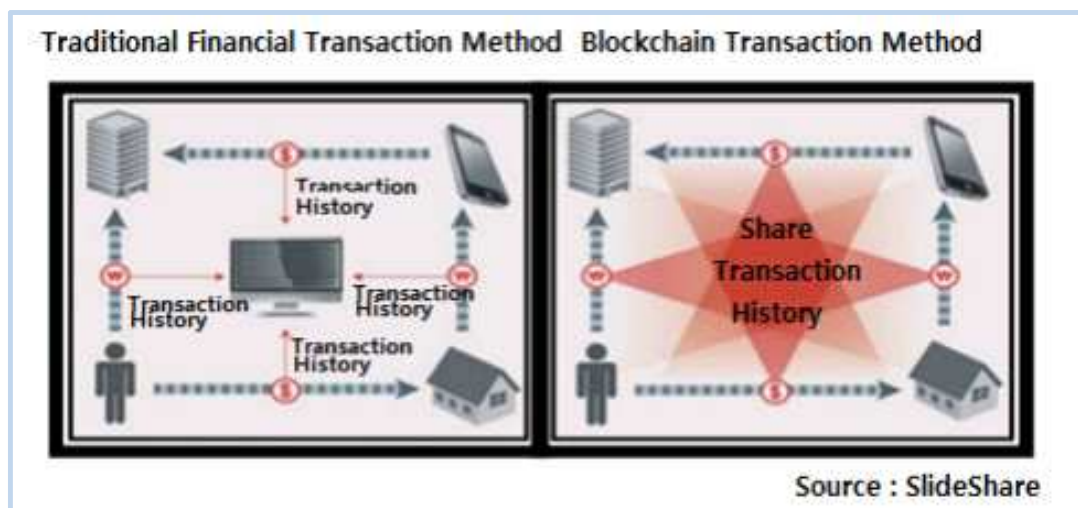 Traditional Financial Transaction Method Blockchain Transaction Method
$
Transaction
History
₩
Transaction
History
₩
Transaction
History
Transaction
History
$
$
Share
Transaction
History
₩
₩
$
Source : SlideShare